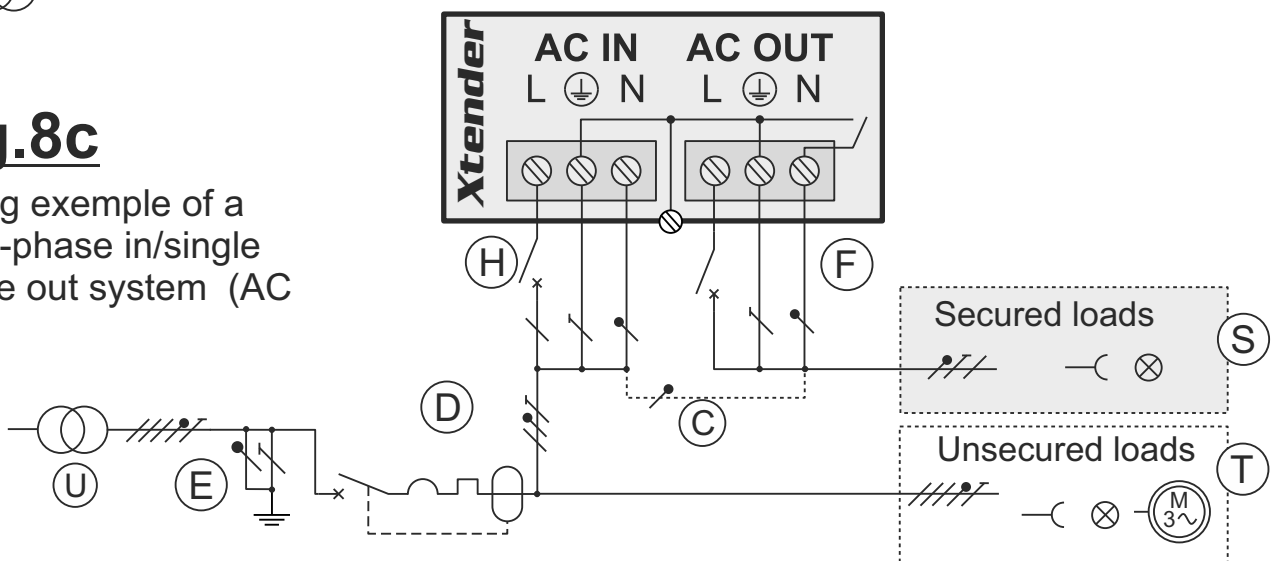 Xtender
AC IN AC OUT
L N L N
g.8c
g exemple of a
-phase in/single
e out system (AC
H
F
Secured loads
S
D
C
Unsecured loads
T
U
E
M
3~